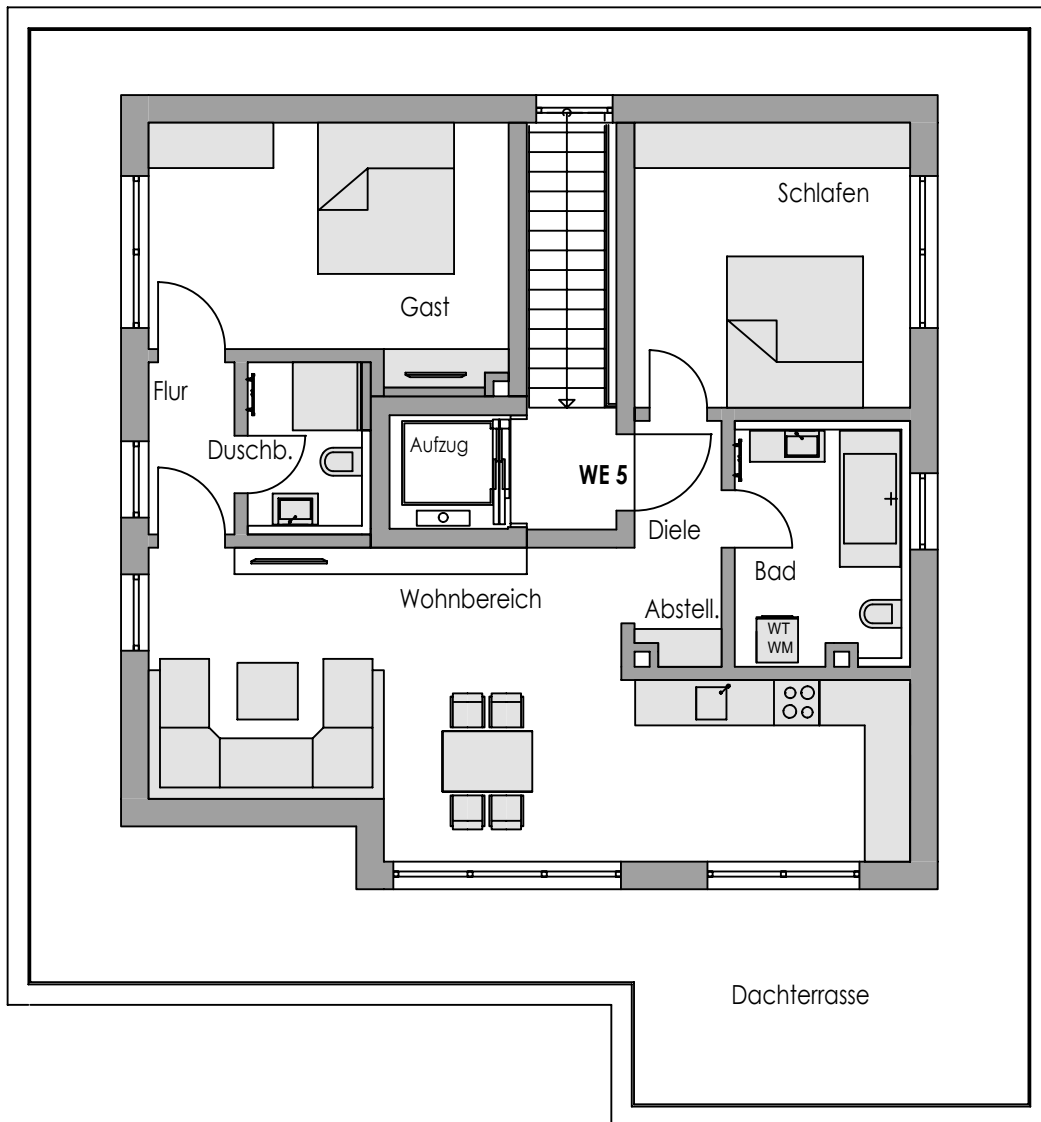 Schlafen
Gast
Flur
Duschb.
Aufzug
WE 5
Diele
Bad
Wohnbereich
Abstell.
WT
WM
Dachterrasse